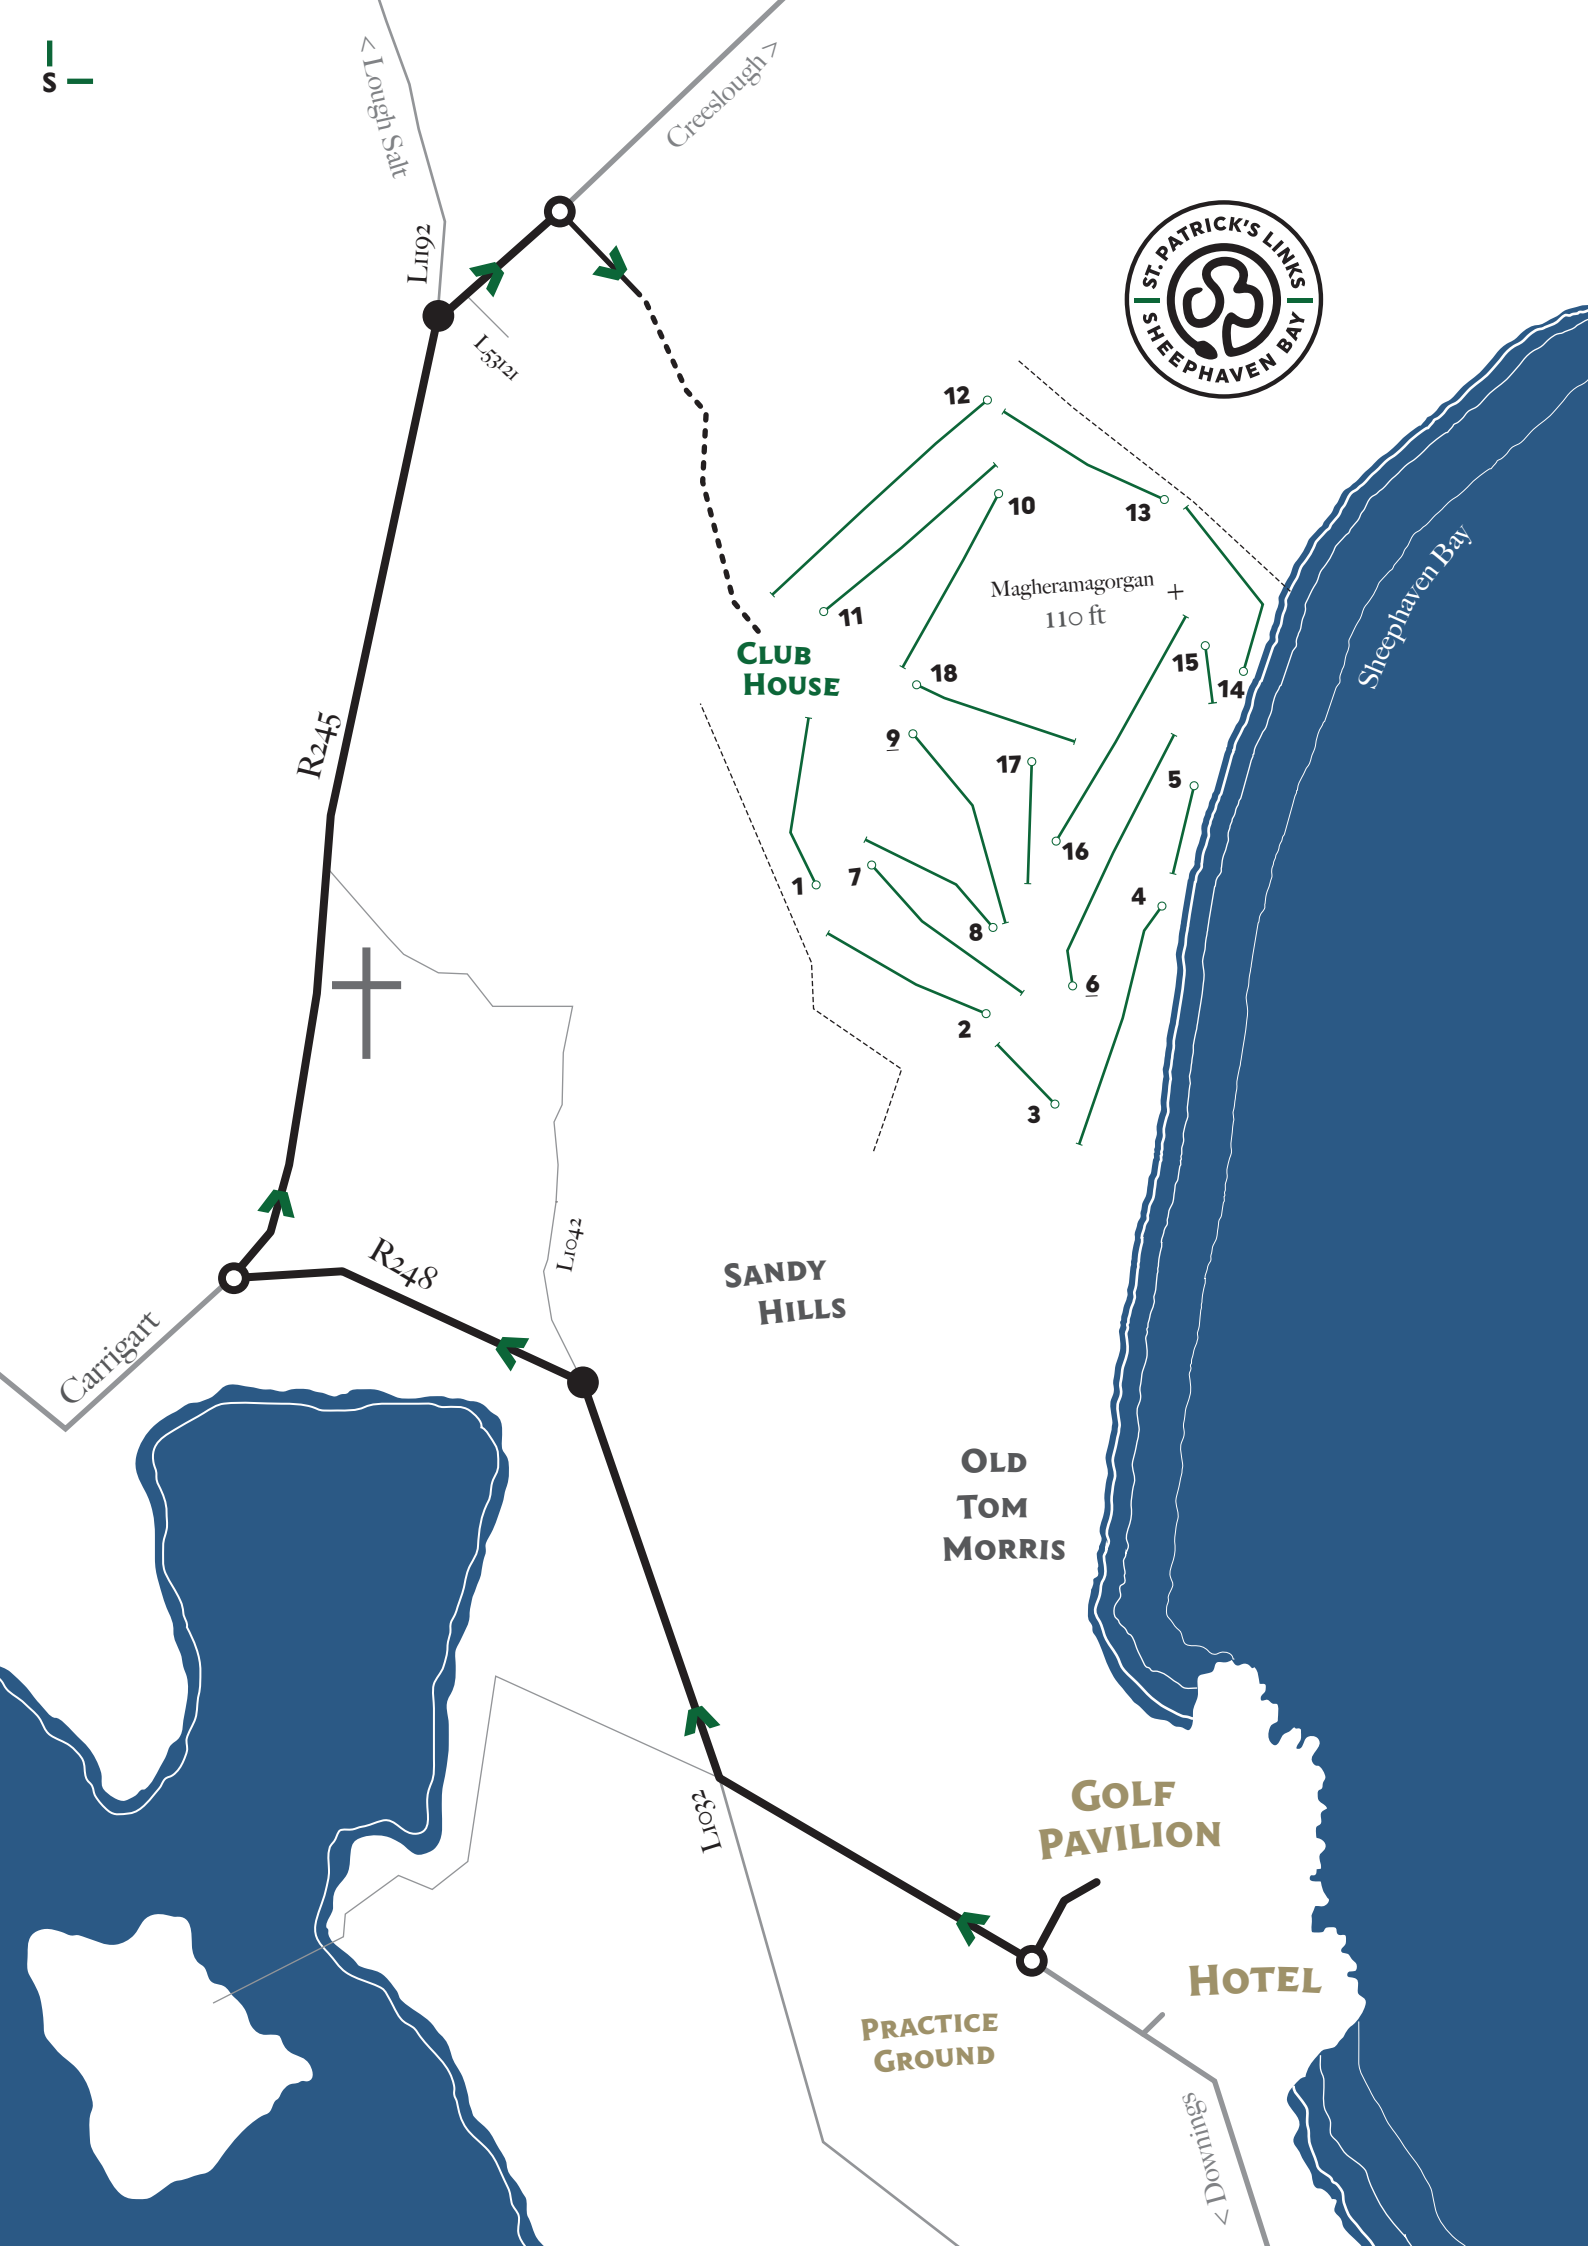 S
< Lough Salt
Creeslough >
L1192
L53121
ST. PATRICK'S LINKS
SHEEPHAVEN BAY
12
10
13
Magheramagorgan
110 ft
11
Sheephaven Bay
CLUB
HOUSE
18
15
14
9
17
5
R245
16
7
1
8
4
6
2
3
L1042
R248
SANDY
HILLS
Carrigart
OLD
TOM
MORRIS
L1032
GOLF
PAVILION
HOTEL
PRACTICE
GROUND
< Downings